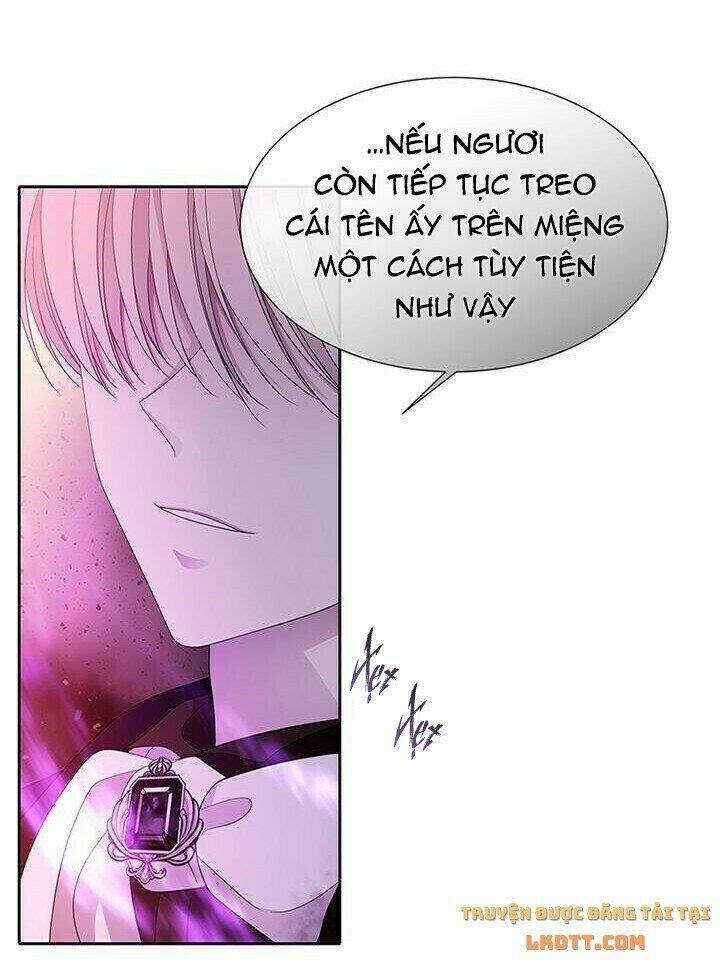 ...NẾU NGƯƠI
CÒN TIẾP TỤC TREO
CÁI TÊN ẤY TRÊN MIỆNG
MỘT CÁCH TÙY TIỆN
NHƯ VẬY
TRUYỆN ĐƯỢC ĐĂNG TẢI TẠI
LKDTT.COM